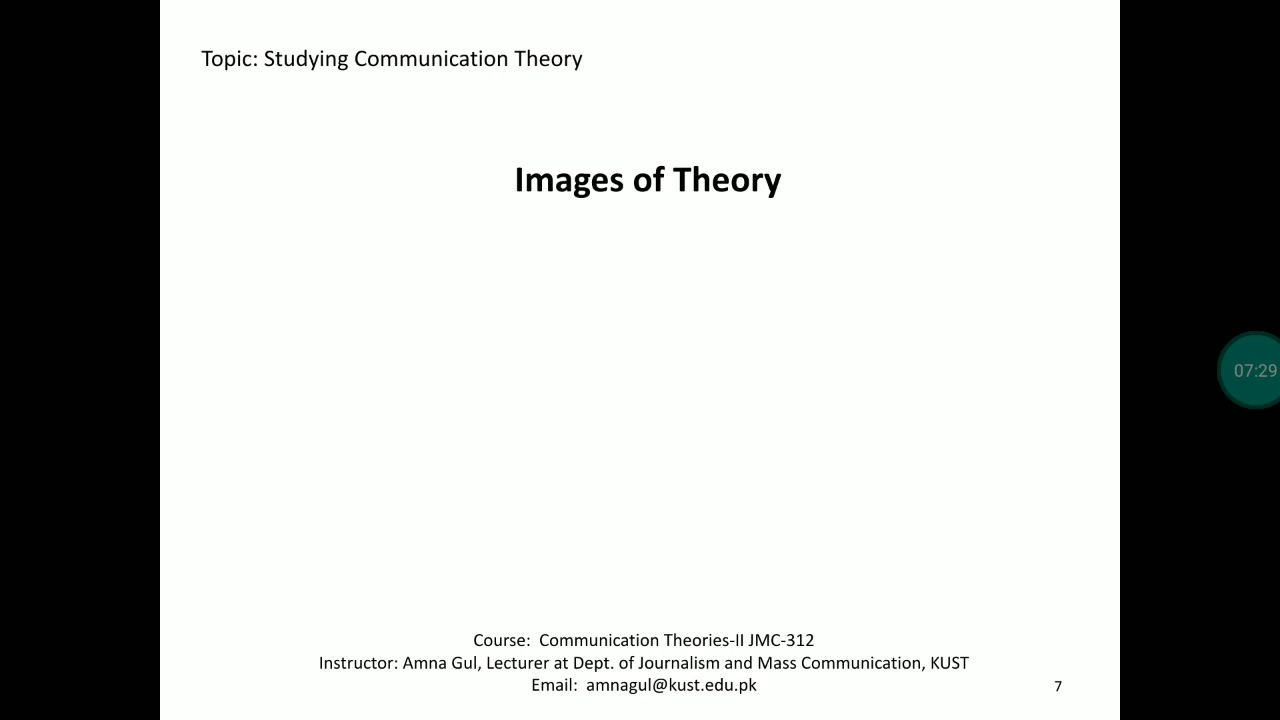 Topic: Studying Communication Theory
Images of Theory
07:29
Course:  Communication Theories-II JMC-312
Instructor: Amna Gul, Lecturer at Dept. of Journalism and Mass Communication, KUST
Email:  amnagul@kust.edu.pk
7